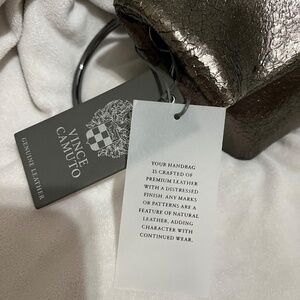 VINCE
CAMUTO
GENUINE LEATHER
YOUR HANDBAG
IS CRAFTED OF
PREMIUM LEATHER
WITH A DISTRESSED
FINISH. ANY MARKS
OR PATTERNS ARE A
FEATURE OF NATURAL
LEATHER, ADDING
CHARACTER WITH
CONTINUED WEAR.